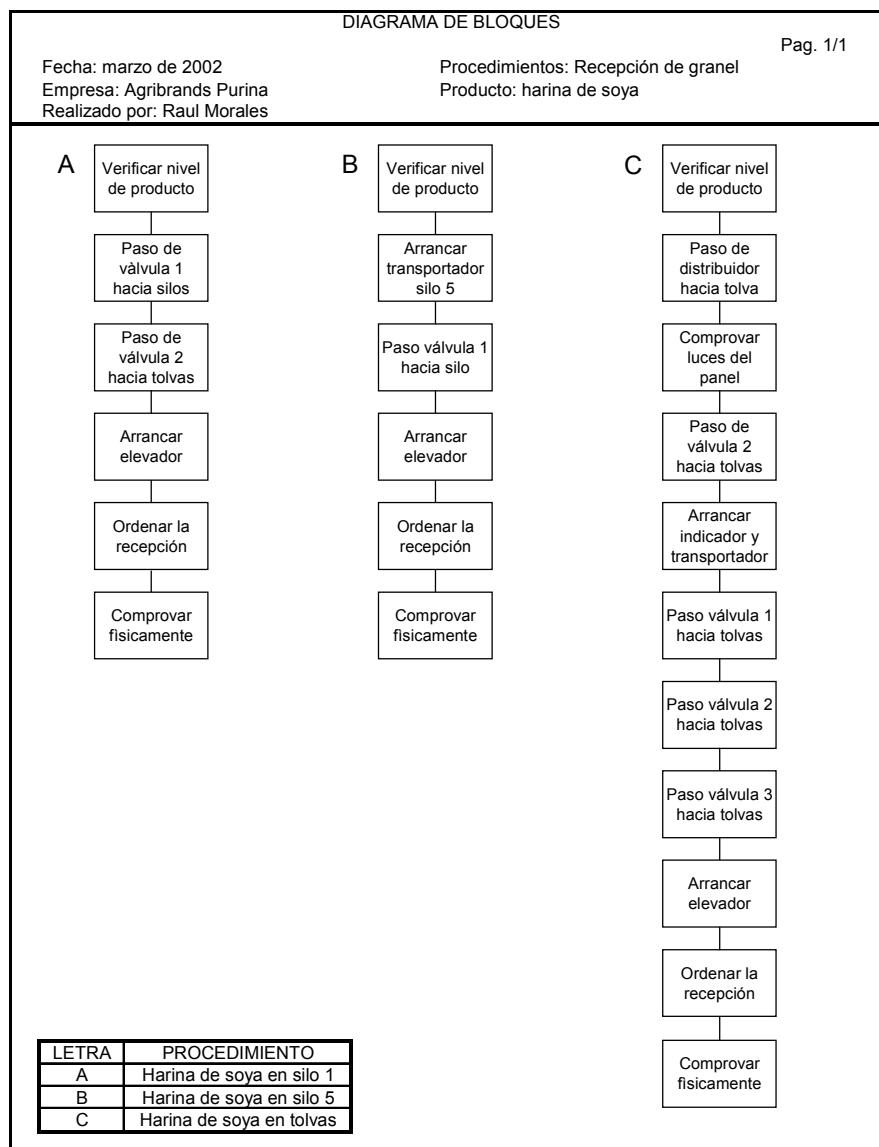 DIAGRAMA DE BLOQUES
Pag. 1/1
Fecha: marzo de 2002
Empresa: Agribrands Purina
Realizado por: Raul Morales
Procedimientos: Recepción de granel
Producto: harina de soya
A
Verificar nivel
de producto
Paso de
vàlvula 1
hacia silos
Paso de
válvula 2
hacia tolvas
Arrancar
elevador
Ordenar la
recepción
Comprovar
fìsicamente
B
Verificar nivel
de producto
Arrancar
transportador
silo 5
Paso válvula 1
hacia silo
Arrancar
elevador
Ordenar la
recepción
Comprovar
fìsicamente
C
Verificar nivel
de producto
Paso de
distribuidor
hacia tolva
Comprovar
luces del
panel
Paso de
válvula 2
hacia tolvas
Arrancar
indicador y
transportador
Paso válvula 1
hacia tolvas
Paso válvula 2
hacia tolvas
Paso válvula 3
hacia tolvas
Arrancar
elevador
Ordenar la
recepción
Comprovar
fìsicamente
LETRA PROCEDIMIENTO
A Harina de soya en silo 1
B Harina de soya en silo 5
C Harina de soya en tolvas